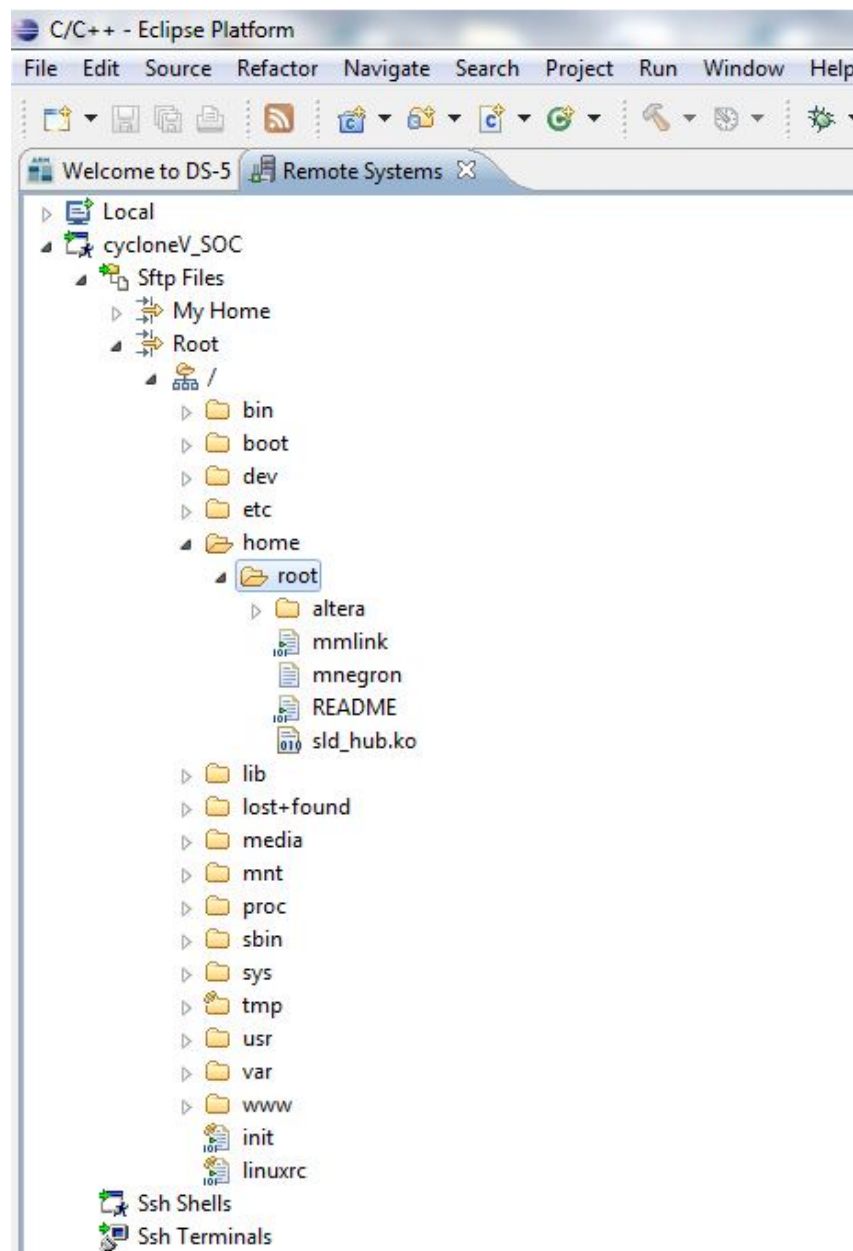 C/C++ - Eclipse Platform
File Edit Source Refactor Navigate Search Project Run Window Help
Welcome to DS-5 Remote Systems
Local
cycloneV_SOC
Sftp Files
My Home
Root
/
bin
boot
dev
etc
home
root
altera
mmlink
mnegron
README
sld_hub.ko
lib
lost+found
media
mnt
proc
sbin
sys
tmp
usr
var
www
init
linuxrc
Ssh Shells
Ssh Terminals